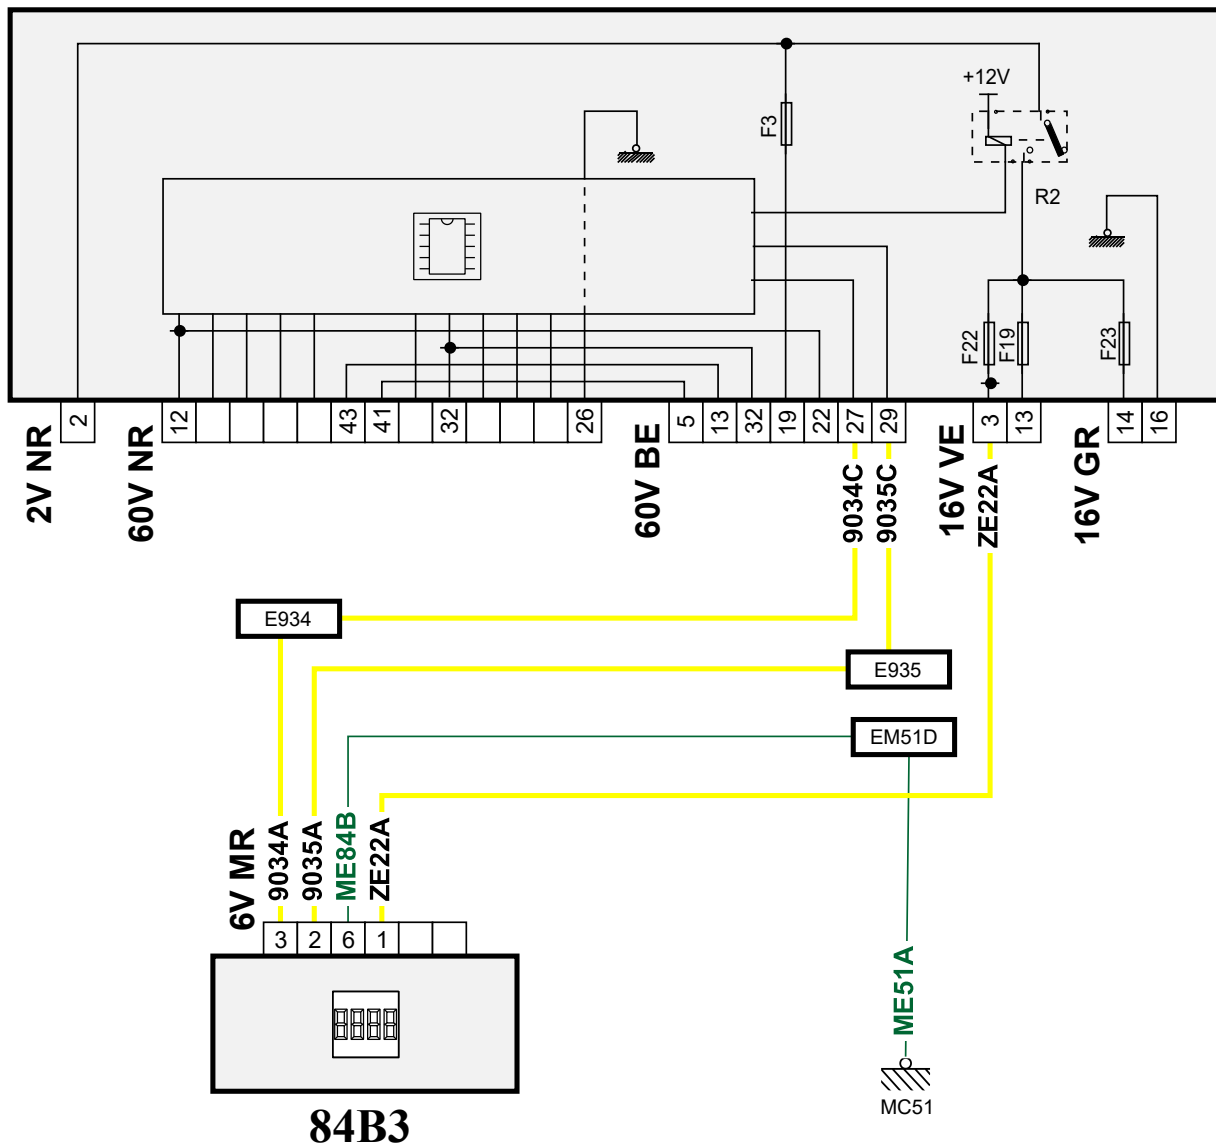 +12V
F3
R2
F22
F19
F23
2V NR
2
60V NR
12
43
41
32
26
60V BE
5
13
32
19
22
27
29
16V VE
3
13
16V GR
14
16
9034C
9035C
ZE22A
E934
E935
EM51D
6V MR
9034A
9035A
ME84B
ZE22A
3
2
6
1
ME51A
MC51
84B3